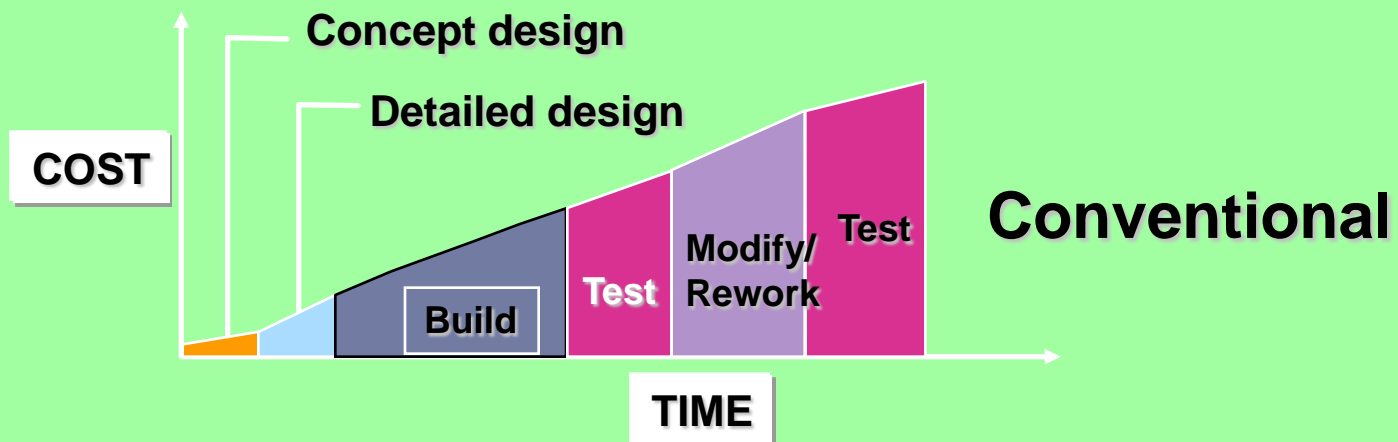 Concept design
Detailed design
COST
Conventional
Test
Modify/
Rework
Test
Build
TIME